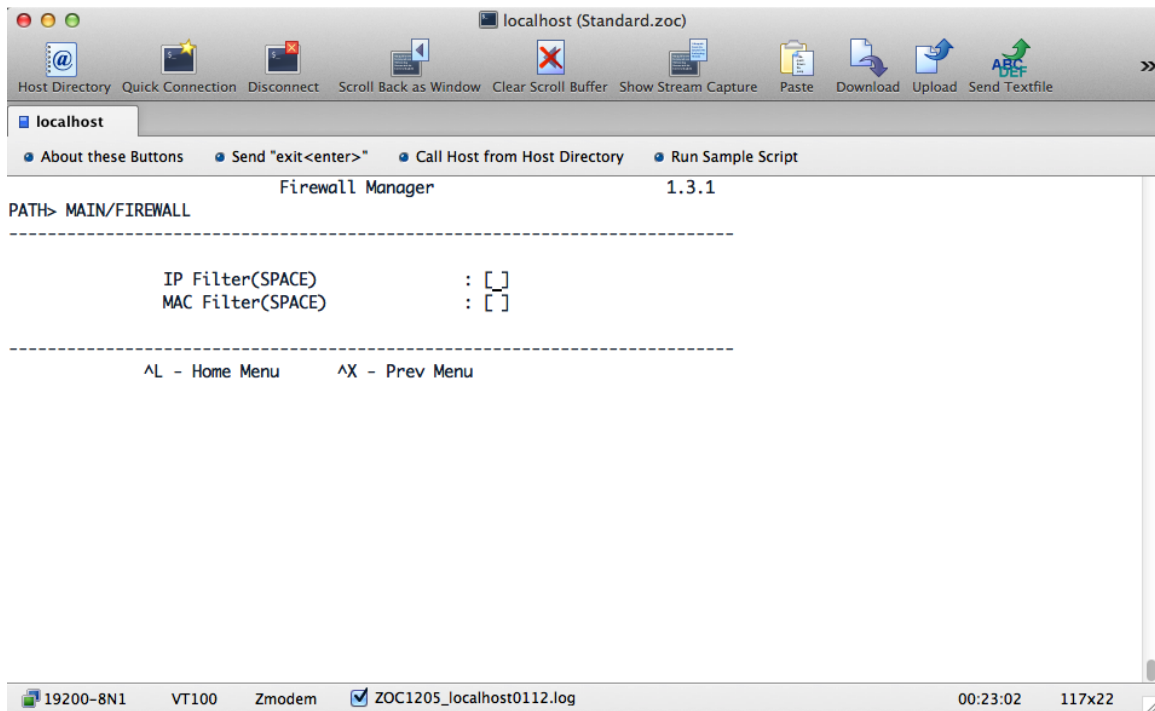 localhost (Standard.zoc)
Host Directory Quick Connection Disconnect Scroll Back as Window Clear Scroll Buffer Show Stream Capture Paste Download Upload Send Textfile »
localhost
About these Buttons Send "exit<enter>" Call Host from Host Directory Run Sample Script
Firewall Manager 1.3.1
PATH> MAIN/FIREWALL
---------------------------------------------------------------------------
IP Filter(SPACE) : [_]
MAC Filter(SPACE) : [ ]
---------------------------------------------------------------------------
^L - Home Menu ^X - Prev Menu
19200-8N1 VT100 Zmodem ZOC1205_localhost0112.log 00:23:02 117x22